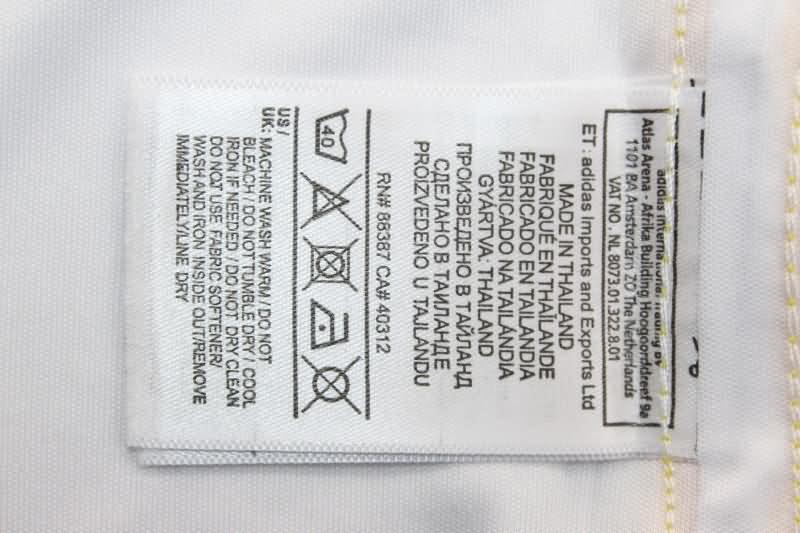 adidas International Trading BV
Atlas Arena - Afrika Building Hoogoorddreef 9a
1101 BA Amsterdam ZO The Netherlands
VAT NO. NL 8073.01.322.8.01
ET: adidas Imports and Exports Ltd
MADE IN THAILAND
FABRIQUÉ EN THAÏLANDE
FABRICADO EN TAILANDIA
FABRICADO NA TAILÂNDIA
GYÁRTVA: THAILAND
ПРОИЗВЕДЕНО В ТАЙЛАНД
СДЕЛАНО В ТАИЛАНДЕ
PROIZVEDENO U TAJLANDU
RN# 88387 CA# 40312
40
US /
UK: MACHINE WASH WARM / DO NOT
BLEACH / DO NOT TUMBLE DRY / COOL
IRON IF NEEDED / DO NOT DRY CLEAN
DO NOT USE FABRIC SOFTENER/
WASH AND IRON INSIDE OUT/REMOVE
IMMEDIATELY/LINE DRY